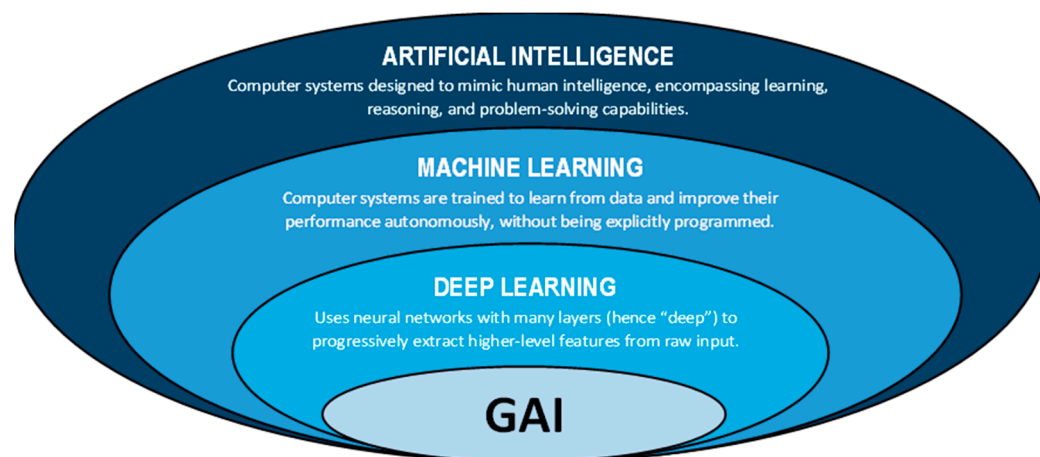 ARTIFICIAL INTELLIGENCE
Computer systems designed to mimic human intelligence, encompassing learning,
reasoning, and problem-solving capabilities.
MACHINE LEARNING
Computer systems are trained to learn from data and improve their
performance autonomously, without being explicitly programmed.
DEEP LEARNING
Uses neural networks with many layers (hence “deep”) to
progressively extract higher-level features from raw input.
GAI